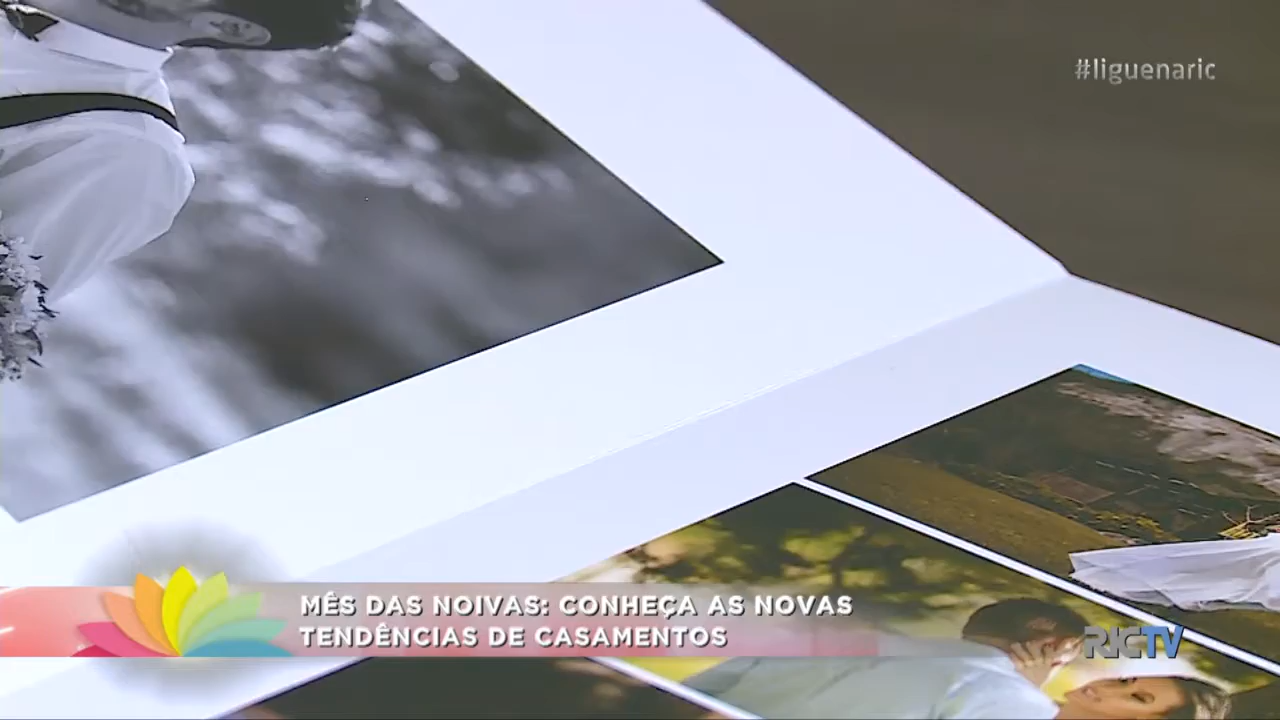 #liguenaric
MÊS DAS NOIVAS: CONHEÇA AS NOVAS
TENDÊNCIAS DE CASAMENTOS
RICTV